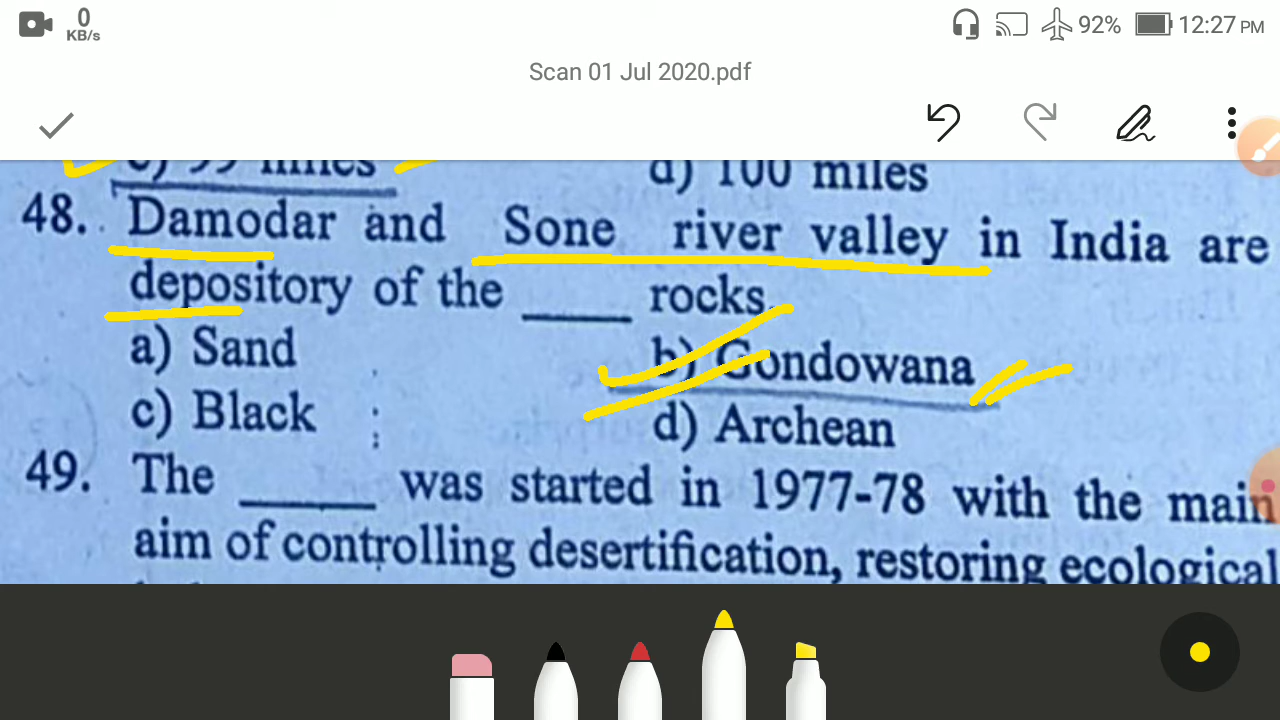 0
KB/s
92%
12:27 PM
Scan 01 Jul 2020.pdf
c) 99 miles
d) 100 miles
48. Damodar and Sone river valley in India are
depository of the ____ rocks.
a) Sand
b) Gondowana
c) Black
d) Archean
49. The ____ was started in 1977-78 with the main
aim of controlling desertification, restoring ecological